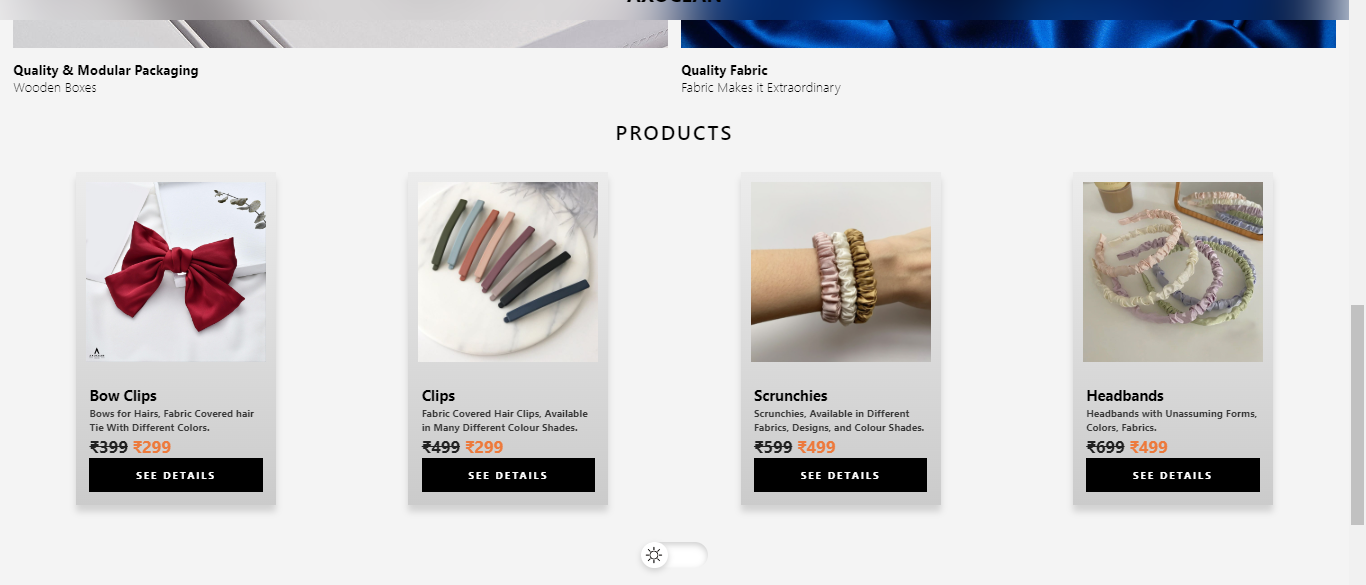 Quality & Modular Packaging
Wooden Boxes
Quality Fabric
Fabric Makes it Extraordinary
PRODUCTS
Bow Clips
Bows for Hairs, Fabric Covered hair
Tie With Different Colors.
₹399 ₹299
SEE DETAILS
Clips
Fabric Covered Hair Clips, Available
in Many Different Colour Shades.
₹499 ₹299
SEE DETAILS
Scrunchies
Scrunchies, Available in Different
Fabrics, Designs, and Colour Shades.
₹599 ₹499
SEE DETAILS
Headbands
Headbands with Unassuming Forms,
Colors, Fabrics.
₹699 ₹499
SEE DETAILS